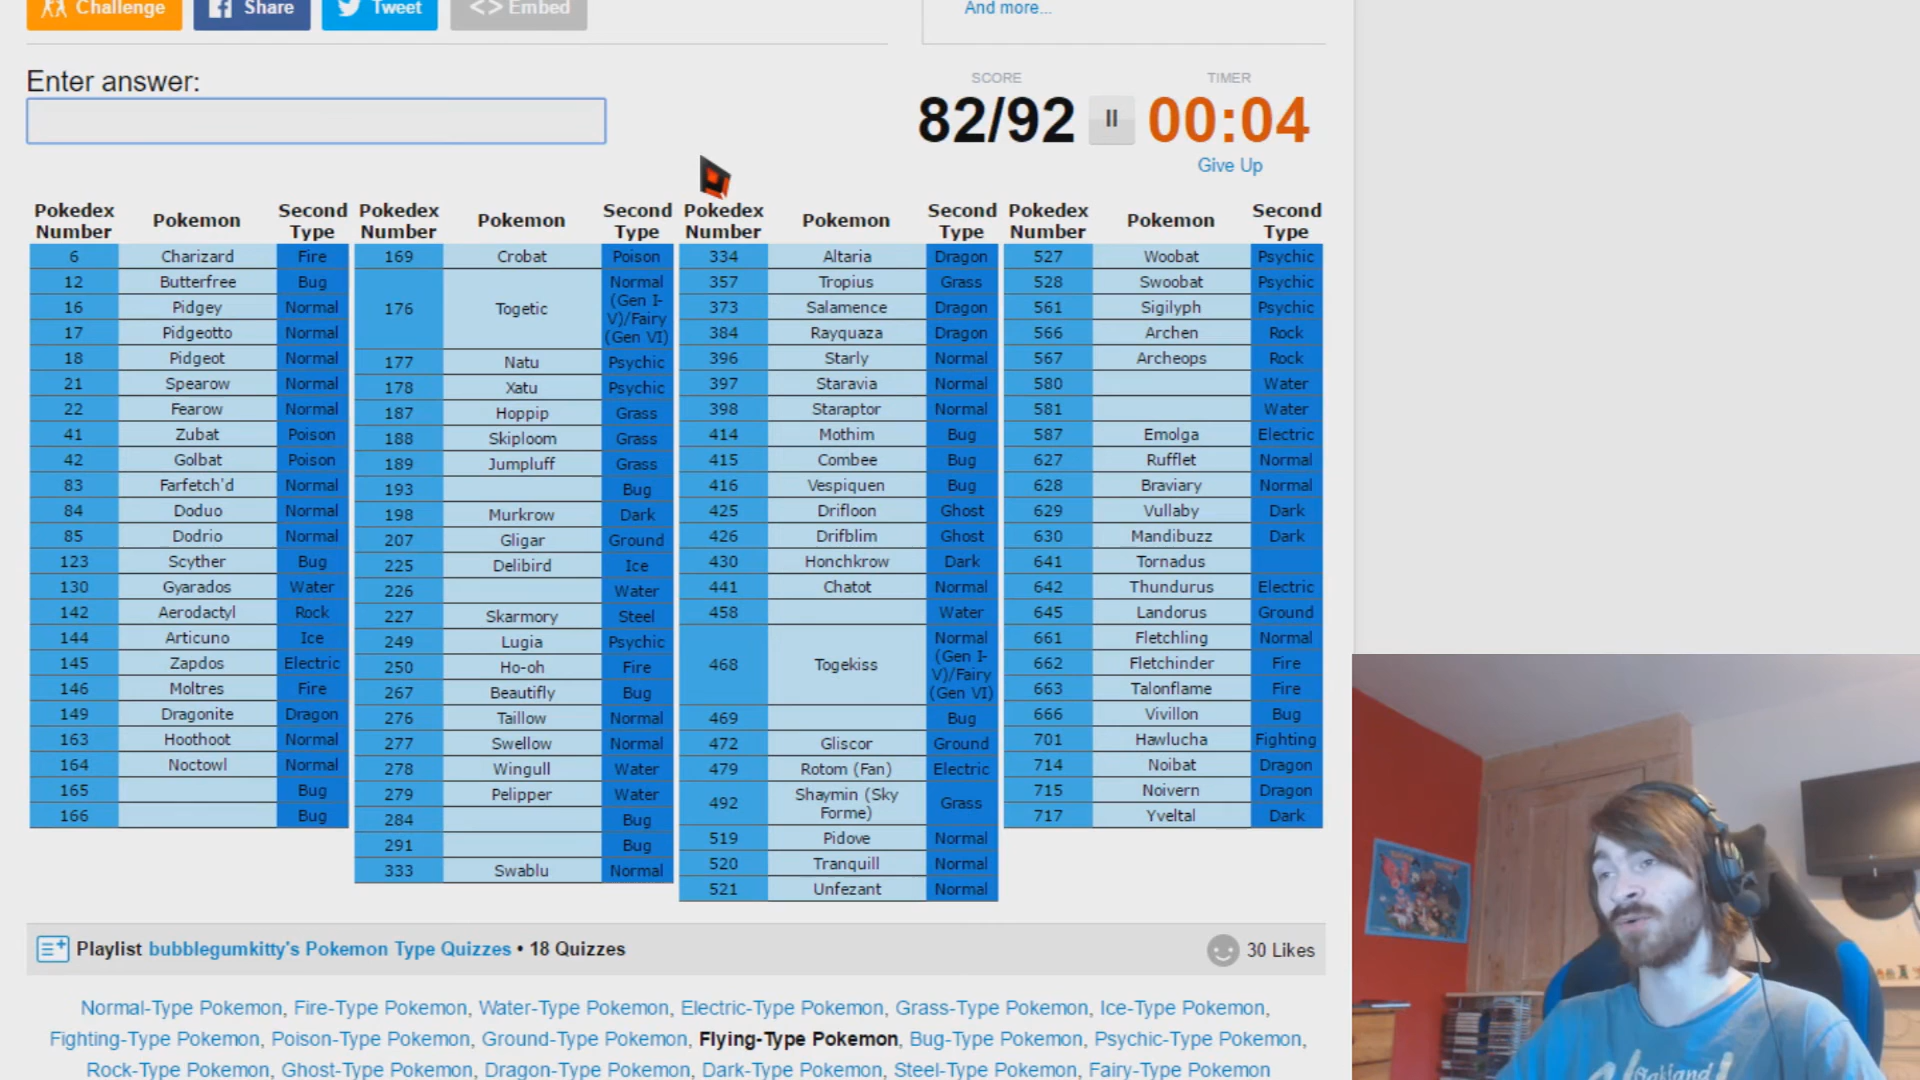 Challenge Share Tweet <> Embed
And more...
Enter answer:
SCORE TIMER
82/92 II 00:04
Give Up
Pokedex Number Pokemon Second Type
6 Charizard Fire
12 Butterfree Bug
16 Pidgey Normal
17 Pidgeotto Normal
18 Pidgeot Normal
21 Spearow Normal
22 Fearow Normal
41 Zubat Poison
42 Golbat Poison
83 Farfetch'd Normal
84 Doduo Normal
85 Dodrio Normal
123 Scyther Bug
130 Gyarados Water
142 Aerodactyl Rock
144 Articuno Ice
145 Zapdos Electric
146 Moltres Fire
149 Dragonite Dragon
163 Hoothoot Normal
164 Noctowl Normal
165 Bug
166 Bug
Pokedex Number Pokemon Second Type
169 Crobat Poison
176 Togetic Normal (Gen I-V)/Fairy (Gen VI)
177 Natu Psychic
178 Xatu Psychic
187 Hoppip Grass
188 Skiploom Grass
189 Jumpluff Grass
193 Bug
198 Murkrow Dark
207 Gligar Ground
225 Delibird Ice
226 Water
227 Skarmory Steel
249 Lugia Psychic
250 Ho-oh Fire
267 Beautifly Bug
276 Taillow Normal
277 Swellow Normal
278 Wingull Water
279 Pelipper Water
284 Bug
291 Bug
333 Swablu Normal
Pokedex Number Pokemon Second Type
334 Altaria Dragon
357 Tropius Grass
373 Salamence Dragon
384 Rayquaza Dragon
396 Starly Normal
397 Staravia Normal
398 Staraptor Normal
414 Mothim Bug
415 Combee Bug
416 Vespiquen Bug
425 Drifloon Ghost
426 Drifblim Ghost
430 Honchkrow Dark
441 Chatot Normal
458 Water
468 Togekiss Normal (Gen I-V)/Fairy (Gen VI)
469 Bug
472 Gliscor Ground
479 Rotom (Fan) Electric
492 Shaymin (Sky Forme) Grass
519 Pidove Normal
520 Tranquill Normal
521 Unfezant Normal
Pokedex Number Pokemon Second Type
527 Woobat Psychic
528 Swoobat Psychic
561 Sigilyph Psychic
566 Archen Rock
567 Archeops Rock
580 Water
581 Water
587 Emolga Electric
627 Rufflet Normal
628 Braviary Normal
629 Vullaby Dark
630 Mandibuzz Dark
641 Tornadus
642 Thundurus Electric
645 Landorus Ground
661 Fletchling Normal
662 Fletchinder Fire
663 Talonflame Fire
666 Vivillon Bug
701 Hawlucha Fighting
714 Noibat Dragon
715 Noivern Dragon
717 Yveltal Dark
Playlist bubblegumkitty's Pokemon Type Quizzes • 18 Quizzes 30 Likes
Normal-Type Pokemon, Fire-Type Pokemon, Water-Type Pokemon, Electric-Type Pokemon, Grass-Type Pokemon, Ice-Type Pokemon,
Fighting-Type Pokemon, Poison-Type Pokemon, Ground-Type Pokemon, Flying-Type Pokemon, Bug-Type Pokemon, Psychic-Type Pokemon,
Rock-Type Pokemon, Ghost-Type Pokemon, Dragon-Type Pokemon, Dark-Type Pokemon, Steel-Type Pokemon, Fairy-Type Pokemon
Oakland